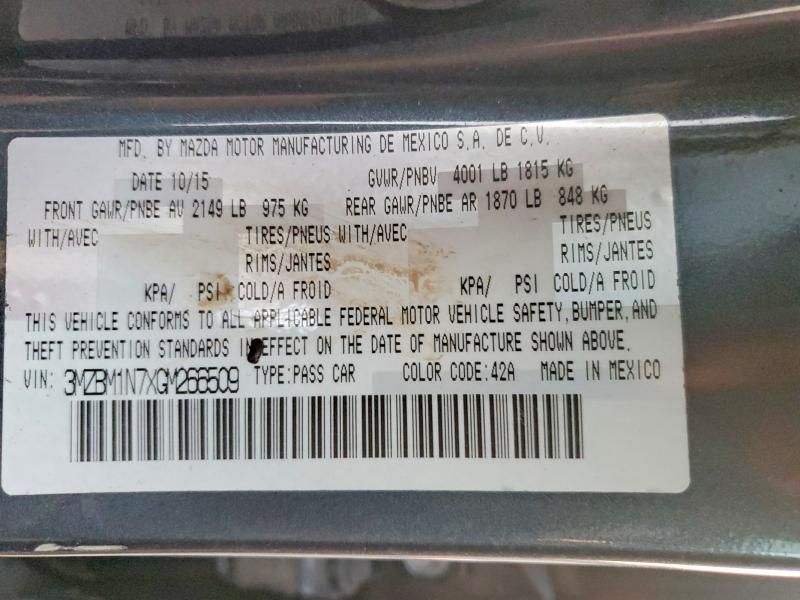 MFD. BY MAZDA MOTOR MANUFACTURING DE MEXICO S.A. DE C.V.
DATE 10/15 GVWR/PNBV 4001 LB 1815 KG
FRONT GAWR/PNBE AV 2149 LB 975 KG REAR GAWR/PNBE AR 1870 LB 848 KG
WITH/AVEC TIRES/PNEUS WITH/AVEC TIRES/PNEUS
RIMS/JANTES RIMS/JANTES
KPA/ PSI COLD/A FROID KPA/ PSI COLD/A FROID
THIS VEHICLE CONFORMS TO ALL APPLICABLE FEDERAL MOTOR VEHICLE SAFETY, BUMPER, AND
THEFT PREVENTION STANDARDS IN EFFECT ON THE DATE OF MANUFACTURE SHOWN ABOVE.
VIN: 3MZBM1N7XGM266509 TYPE:PASS CAR COLOR CODE:42A MADE IN MEXICO